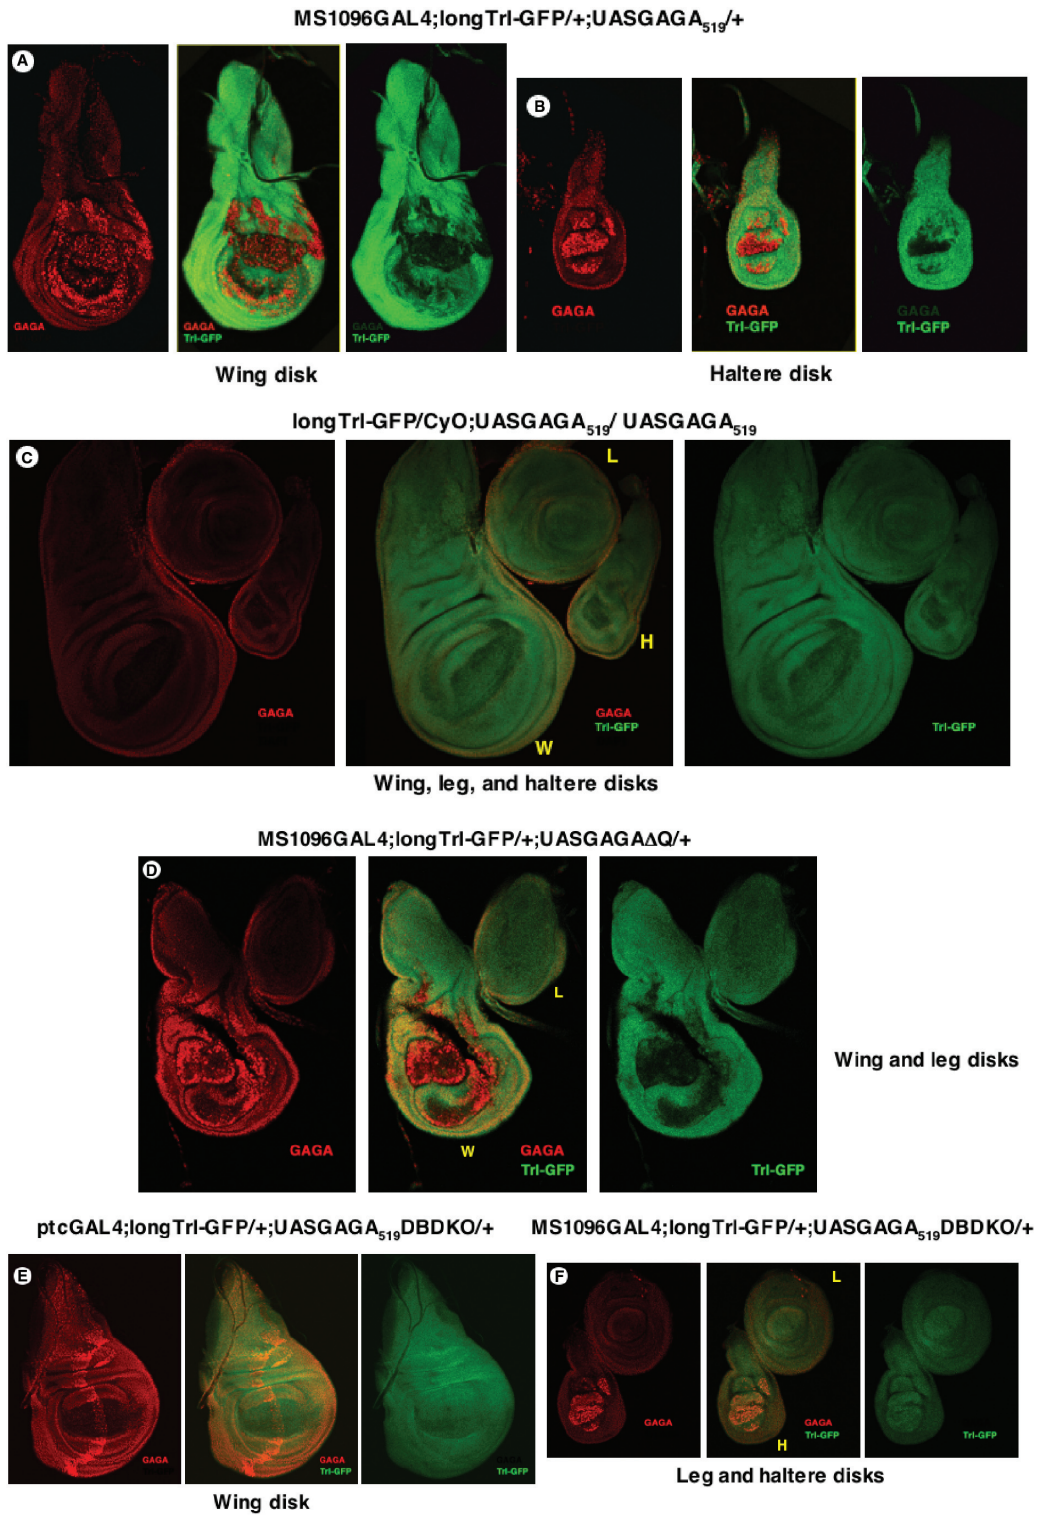 MS1096GAL4;longTrl-GFP/+;UASGAGA519/+
A
B
GAGA
GAGA
Trl-GFP
GAGA
Trl-GFP
GAGA
GAGA
Trl-GFP
GAGA
Trl-GFP
Wing disk
Haltere disk
longTrl-GFP/CyO;UASGAGA519/ UASGAGA519
C
L
H
W
GAGA
GAGA
Trl-GFP
Trl-GFP
Wing, leg, and haltere disks
MS1096GAL4;longTrl-GFP/+;UASGAGAΔQ/+
D
L
W
GAGA
GAGA
Trl-GFP
Trl-GFP
Wing and leg disks
ptcGAL4;longTrl-GFP/+;UASGAGA519DBDKO/+
MS1096GAL4;longTrl-GFP/+;UASGAGA519DBDKO/+
E
GAGA
GAGA
Trl-GFP
GAGA
Trl-GFP
F
L
H
GAGA
GAGA
Trl-GFP
Trl-GFP
Wing disk
Leg and haltere disks